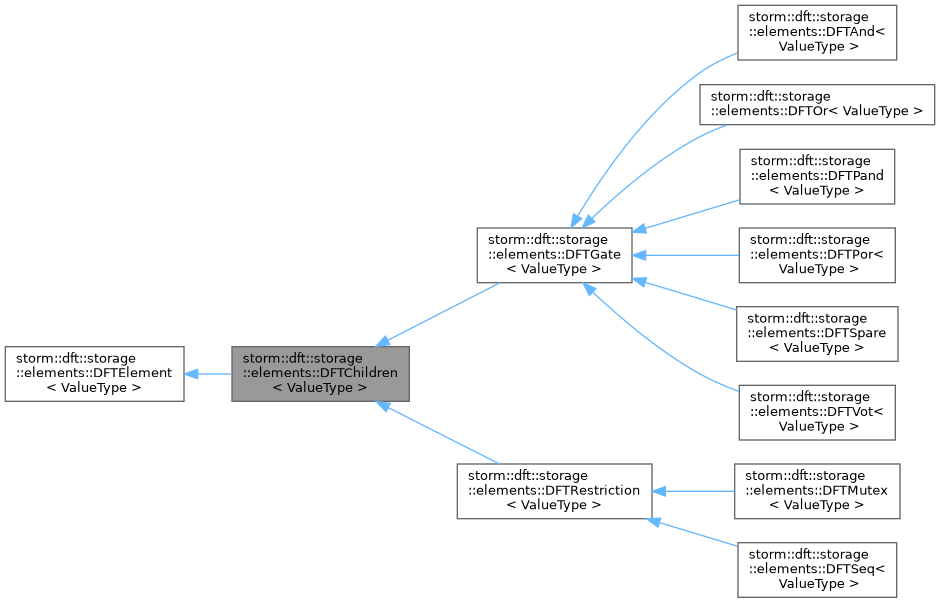 storm::dft::storage
::elements::DFTAnd<
ValueType >
storm::dft::storage
::elements::DFTOr< ValueType >
storm::dft::storage
::elements::DFTPand
< ValueType >
storm::dft::storage
::elements::DFTGate
< ValueType >
storm::dft::storage
::elements::DFTPor<
ValueType >
storm::dft::storage
::elements::DFTSpare
< ValueType >
storm::dft::storage
::elements::DFTElement
< ValueType >
storm::dft::storage
::elements::DFTChildren
< ValueType >
storm::dft::storage
::elements::DFTVot<
ValueType >
storm::dft::storage
::elements::DFTRestriction
< ValueType >
storm::dft::storage
::elements::DFTMutex
< ValueType >
storm::dft::storage
::elements::DFTSeq<
ValueType >